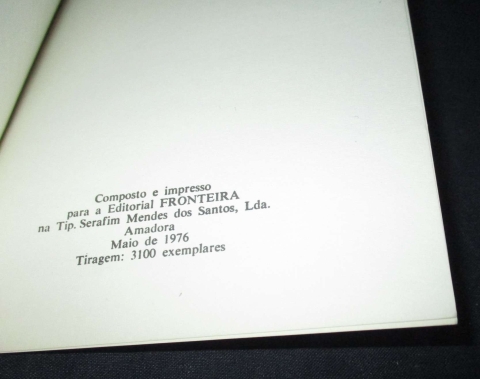 Composto e impresso
para a Editorial FRONTEIRA
na Tip. Serafim Mendes dos Santos, Lda.
Amadora
Maio de 1976
Tiragem: 3100 exemplares